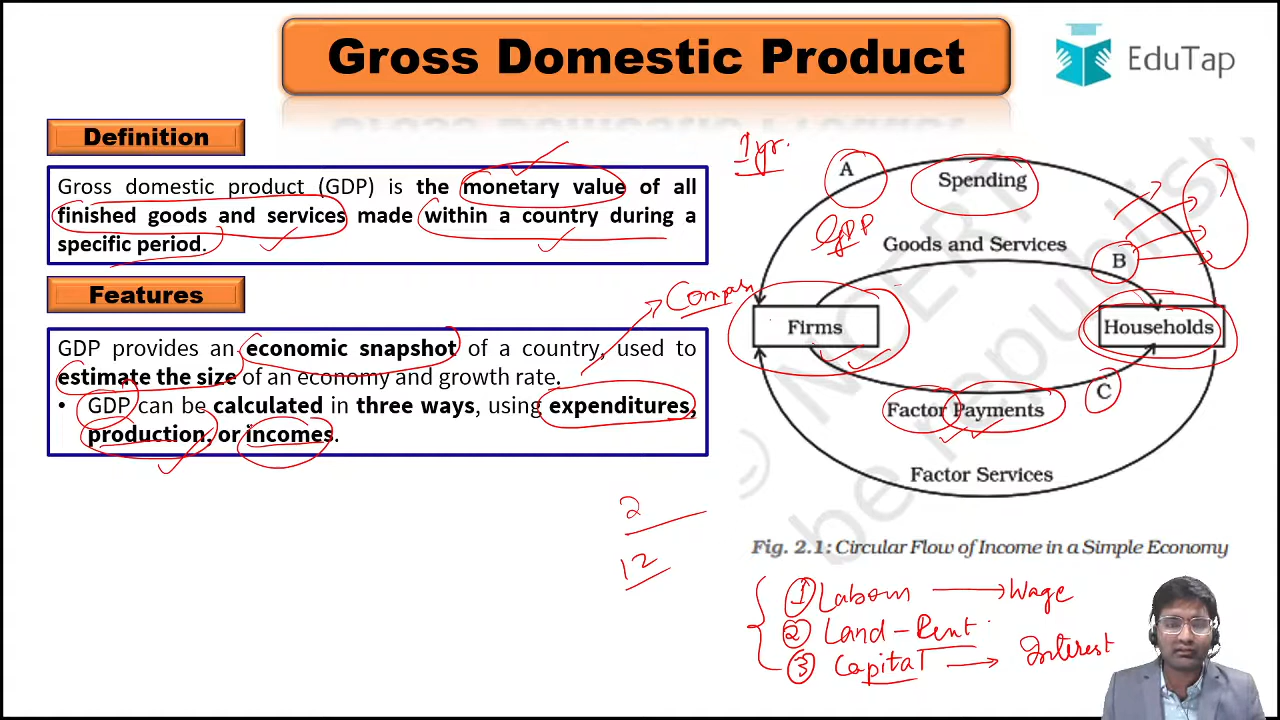 Gross Domestic Product
EduTap
Definition
Gross domestic product (GDP) is the monetary value of all
finished goods and services made within a country during a
specific period.
Features
GDP provides an economic snapshot of a country, used to
estimate the size of an economy and growth rate.
• GDP can be calculated in three ways, using expenditures,
production, or incomes.
1yr.
A
Spending
GDP
Goods and Services
B
Firms
Households
Factor Payments
C
Factor Services
2
12
Fig. 2.1: Circular Flow of Income in a Simple Economy
1 Labour → Wage
2 Land - Rent
3 Capital → Interest